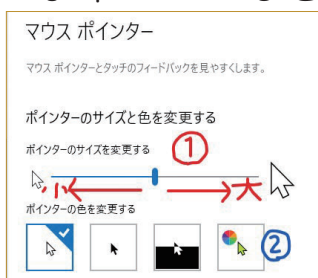 マウス ポインター
マウス ポインターとタッチのフィードバックを見やすくします。
ポインターのサイズと色を変更する
ポインターのサイズを変更する ①
小 大
ポインターの色を変更する
②